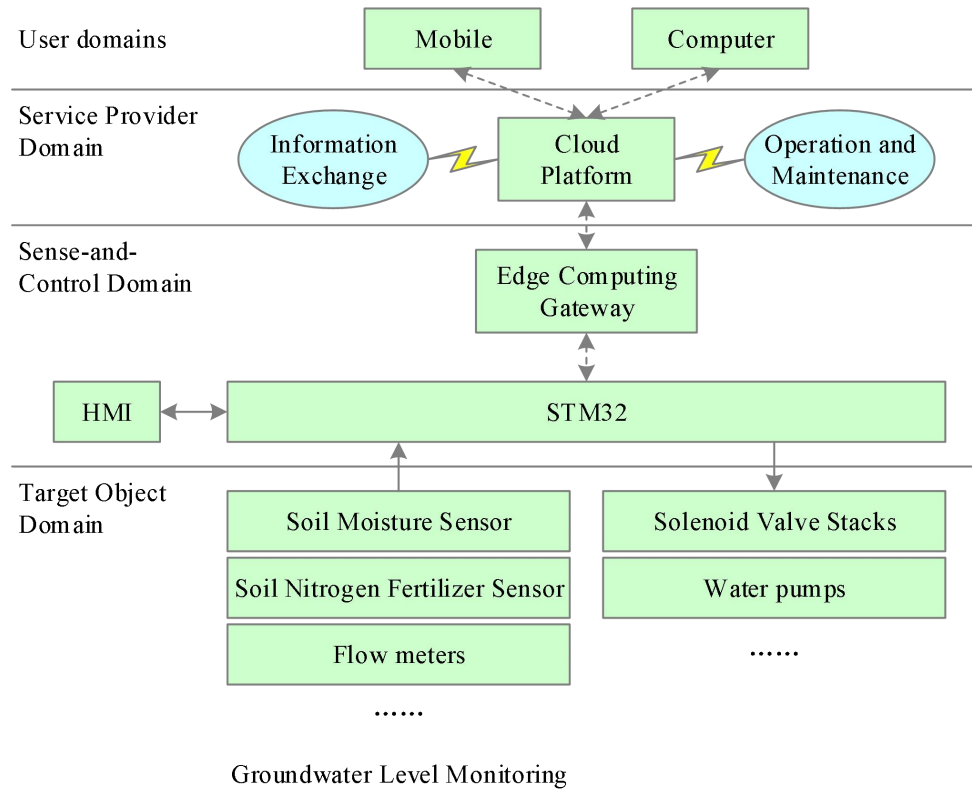 User domains
Mobile
Computer
Service Provider
Domain
Information
Exchange
Cloud
Platform
Operation and
Maintenance
Sense-and-
Control Domain
Edge Computing
Gateway
HMI
STM32
Target Object
Domain
Soil Moisture Sensor
Solenoid Valve Stacks
Soil Nitrogen Fertilizer Sensor
Water pumps
Flow meters
……
……
Groundwater Level Monitoring